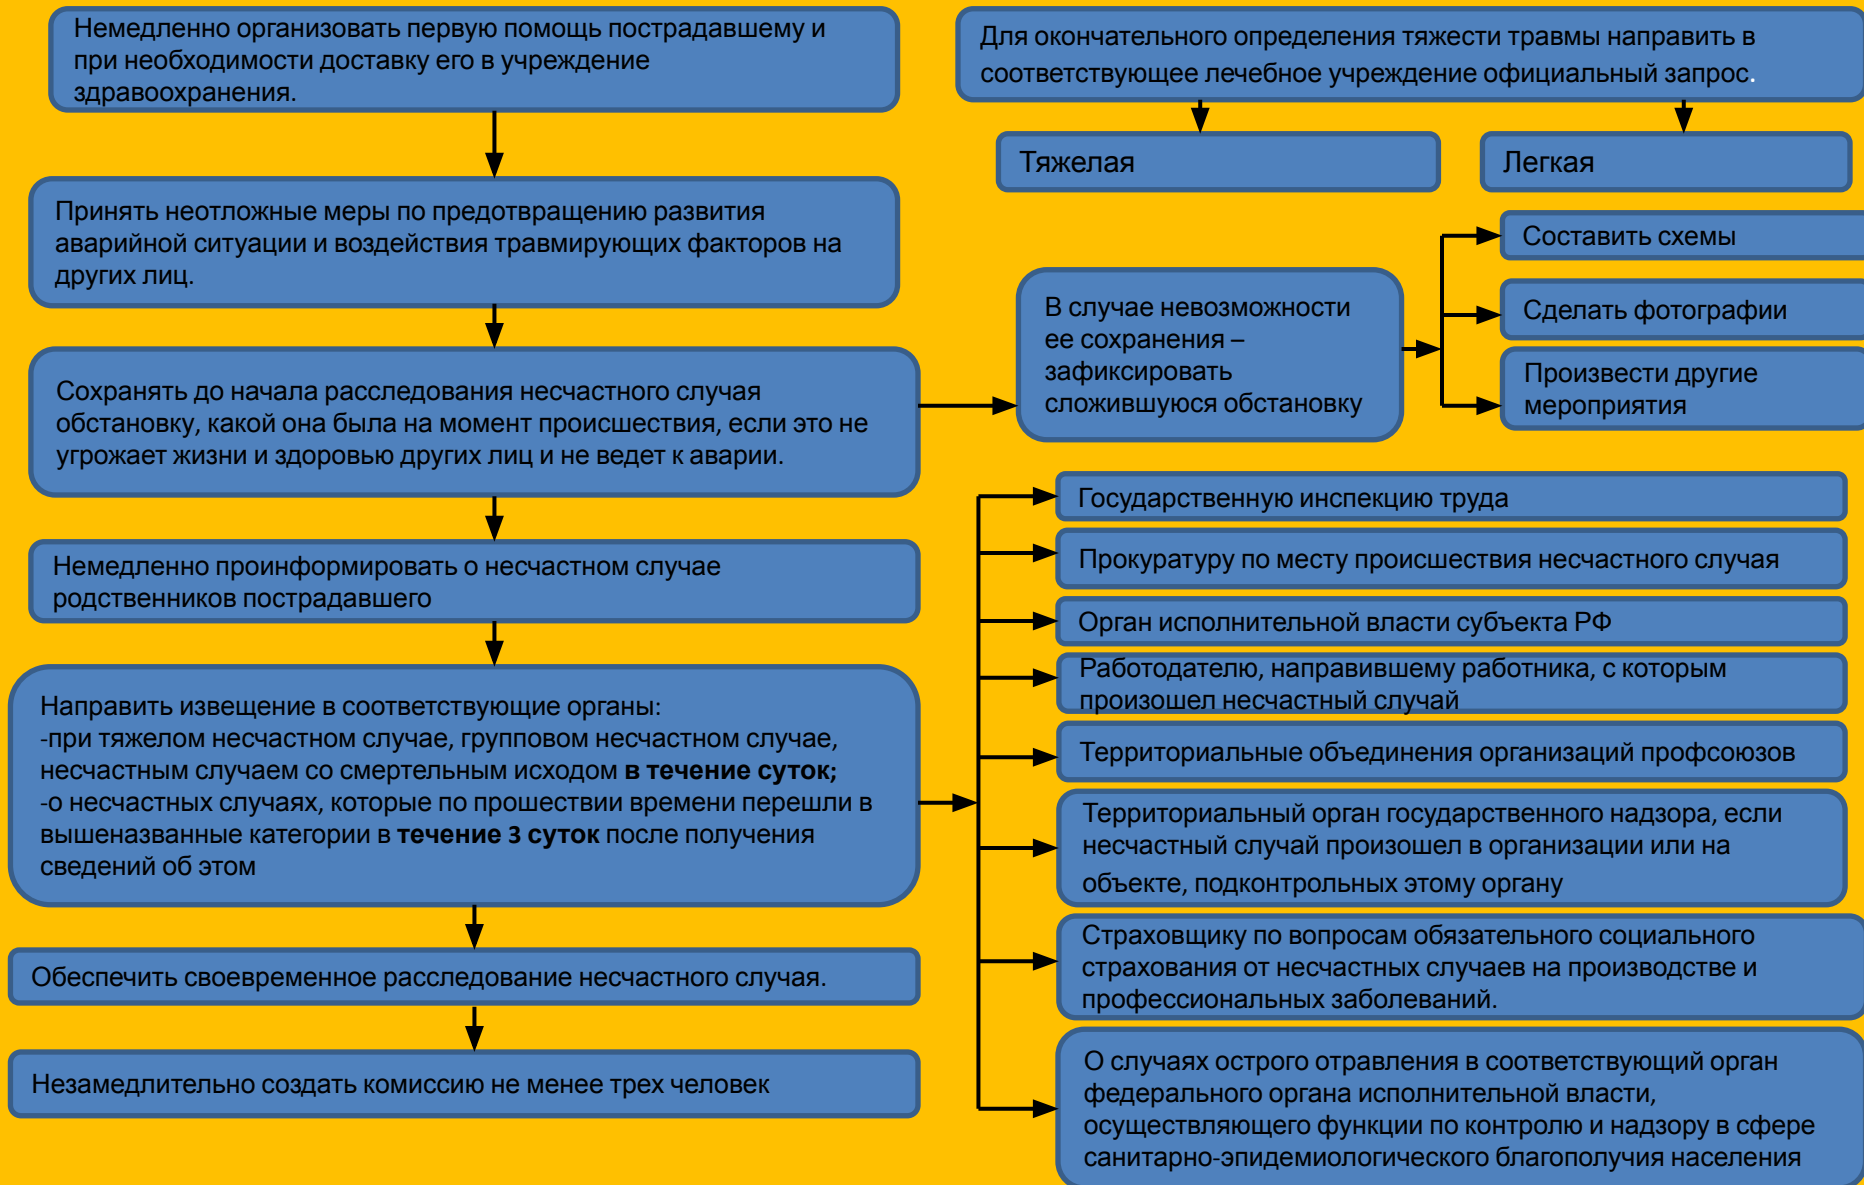 Немедленно организовать первую помощь пострадавшему и
при необходимости доставку его в учреждение
здравоохранения.
Принять неотложные меры по предотвращению развития
аварийной ситуации и воздействия травмирующих факторов на
других лиц.
Сохранять до начала расследования несчастного случая
обстановку, какой она была на момент происшествия, если это не
угрожает жизни и здоровью других лиц и не ведет к аварии.
Немедленно проинформировать о несчастном случае
родственников пострадавшего
Направить извещение в соответствующие органы:
-при тяжелом несчастном случае, групповом несчастном случае,
несчастным случаем со смертельным исходом в течение суток;
-о несчастных случаях, которые по прошествии времени перешли в
вышеназванные категории в течение 3 суток после получения
сведений об этом
Обеспечить своевременное расследование несчастного случая.
Незамедлительно создать комиссию не менее трех человек
Для окончательного определения тяжести травмы направить в
соответствующее лечебное учреждение официальный запрос.
Тяжелая
Легкая
В случае невозможности
ее сохранения –
зафиксировать
сложившуюся обстановку
Составить схемы
Сделать фотографии
Произвести другие
мероприятия
Государственную инспекцию труда
Прокуратуру по месту происшествия несчастного случая
Орган исполнительной власти субъекта РФ
Работодателю, направившему работника, с которым
произошел несчастный случай
Территориальные объединения организаций профсоюзов
Территориальный орган государственного надзора, если
несчастный случай произошел в организации или на
объекте, подконтрольных этому органу
Страховщику по вопросам обязательного социального
страхования от несчастных случаев на производстве и
профессиональных заболеваний.
О случаях острого отравления в соответствующий орган
федерального органа исполнительной власти,
осуществляющего функции по контролю и надзору в сфере
санитарно-эпидемиологического благополучия населения